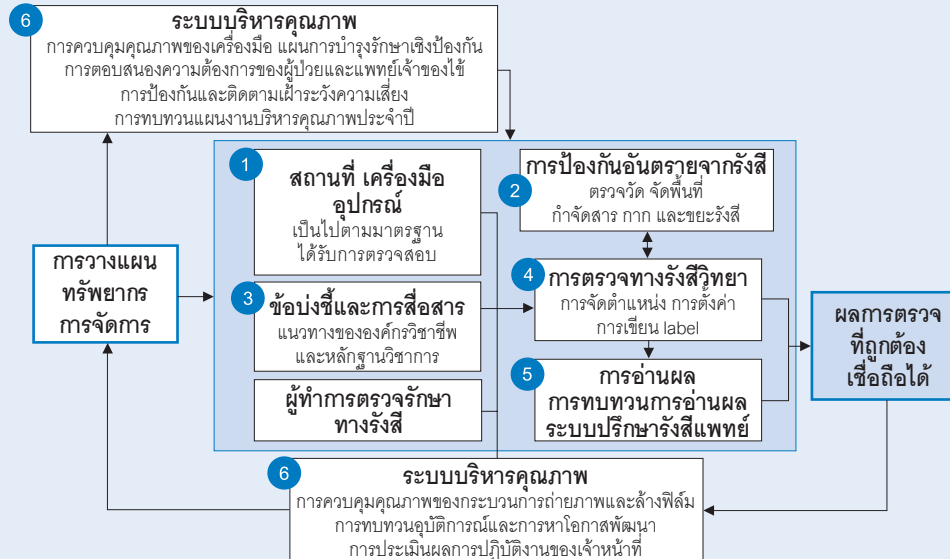 6
ระบบบริหารคุณภาพ
การควบคุมคุณภาพของเครื่องมือ แผนการบำรุงรักษาเชิงป้องกัน
การตอบสนองความต้องการของผู้ป่วยและแพทย์เจ้าของไข้
การป้องกันและติดตามเฝ้าระวังความเสี่ยง
การทบทวนแผนงานบริหารคุณภาพประจำปี
การวางแผน
ทรัพยากร
การจัดการ
1
สถานที่ เครื่องมือ
อุปกรณ์
เป็นไปตามมาตรฐาน
ได้รับการตรวจสอบ
3
ข้อบ่งชี้และการสื่อสาร
แนวทางขององค์กรวิชาชีพ
และหลักฐานวิชาการ
ผู้ทำการตรวจรักษา
ทางรังสี
2
การป้องกันอันตรายจากรังสี
ตรวจวัด จัดพื้นที่
กำจัดสาร กาก และขยะรังสี
4
การตรวจทางรังสีวิทยา
การจัดตำแหน่ง การตั้งค่า
การเขียน label
5
การอ่านผล
การทบทวนการอ่านผล
ระบบปรึกษารังสีแพทย์
ผลการตรวจ
ที่ถูกต้อง
เชื่อถือได้
6
ระบบบริหารคุณภาพ
การควบคุมคุณภาพของกระบวนการถ่ายภาพและล้างฟิล์ม
การทบทวนอุบัติการณ์และการหาโอกาสพัฒนา
การประเมินผลการปฏิบัติงานของเจ้าหน้าที่